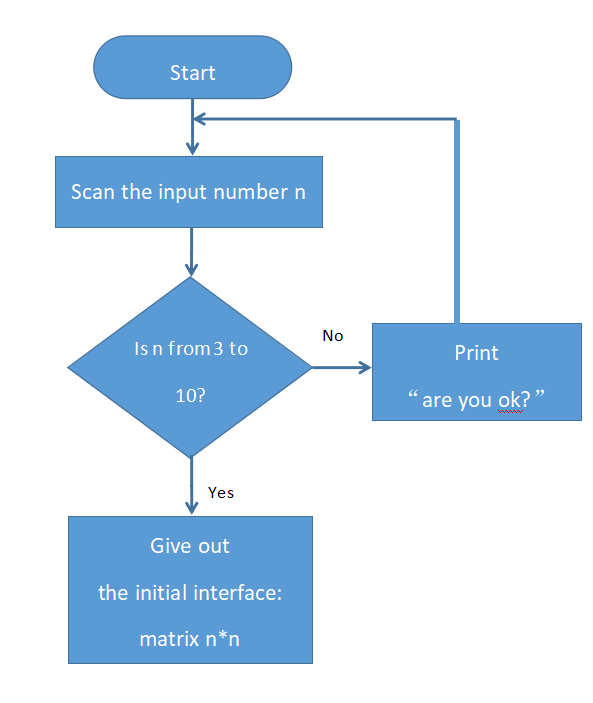 Start
Scan the input number n
Is n from 3 to
10?
No
Print
“are you ok?”
Yes
Give out
the initial interface:
matrix n*n